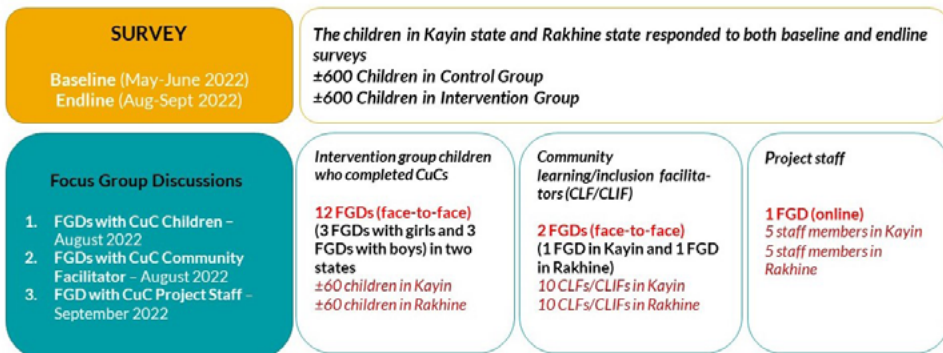 SURVEY
Baseline (May-June 2022)
Endline (Aug-Sept 2022)
The children in Kayin state and Rakhine state responded to both baseline and endline
surveys
±600 Children in Control Group
±600 Children in Intervention Group
Focus Group Discussions
1. FGDs with CuC Children –
August 2022
2. FGDs with CuC Community
Facilitator – August 2022
3. FGD with CuC Project Staff –
September 2022
Intervention group children
who completed CuCs
12 FGDs (face-to-face)
(3 FGDs with girls and 3
FGDs with boys) in two
states
±60 children in Kayin
±60 children in Rakhine
Community
learning/inclusion facilita-
tors (CLF/CLIF)
2 FGDs (face-to-face)
(1 FGD in Kayin and 1 FGD
in Rakhine)
10 CLFs/CLIFs in Kayin
10 CLFs/CLIFs in Rakhine
Project staff
1 FGD (online)
5 staff members in Kayin
5 staff members in
Rakhine